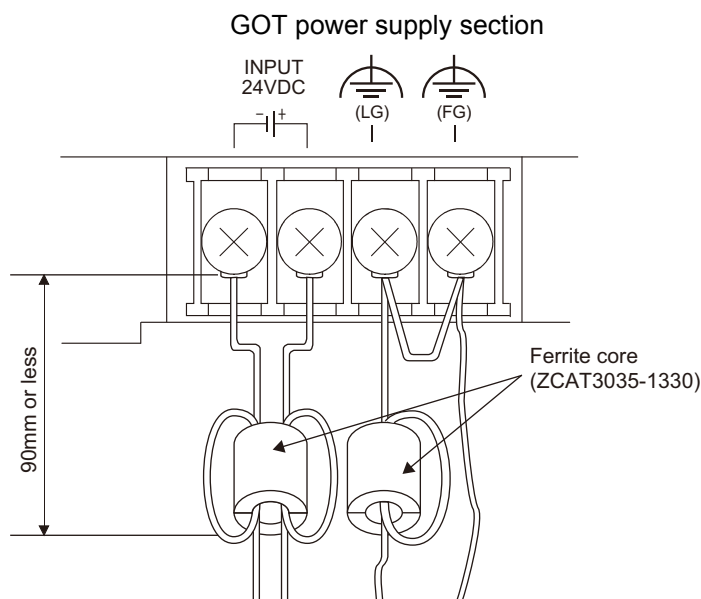 GOT power supply section
INPUT
24VDC
− +
(LG)
(FG)
90mm or less
Ferrite core
(ZCAT3035-1330)